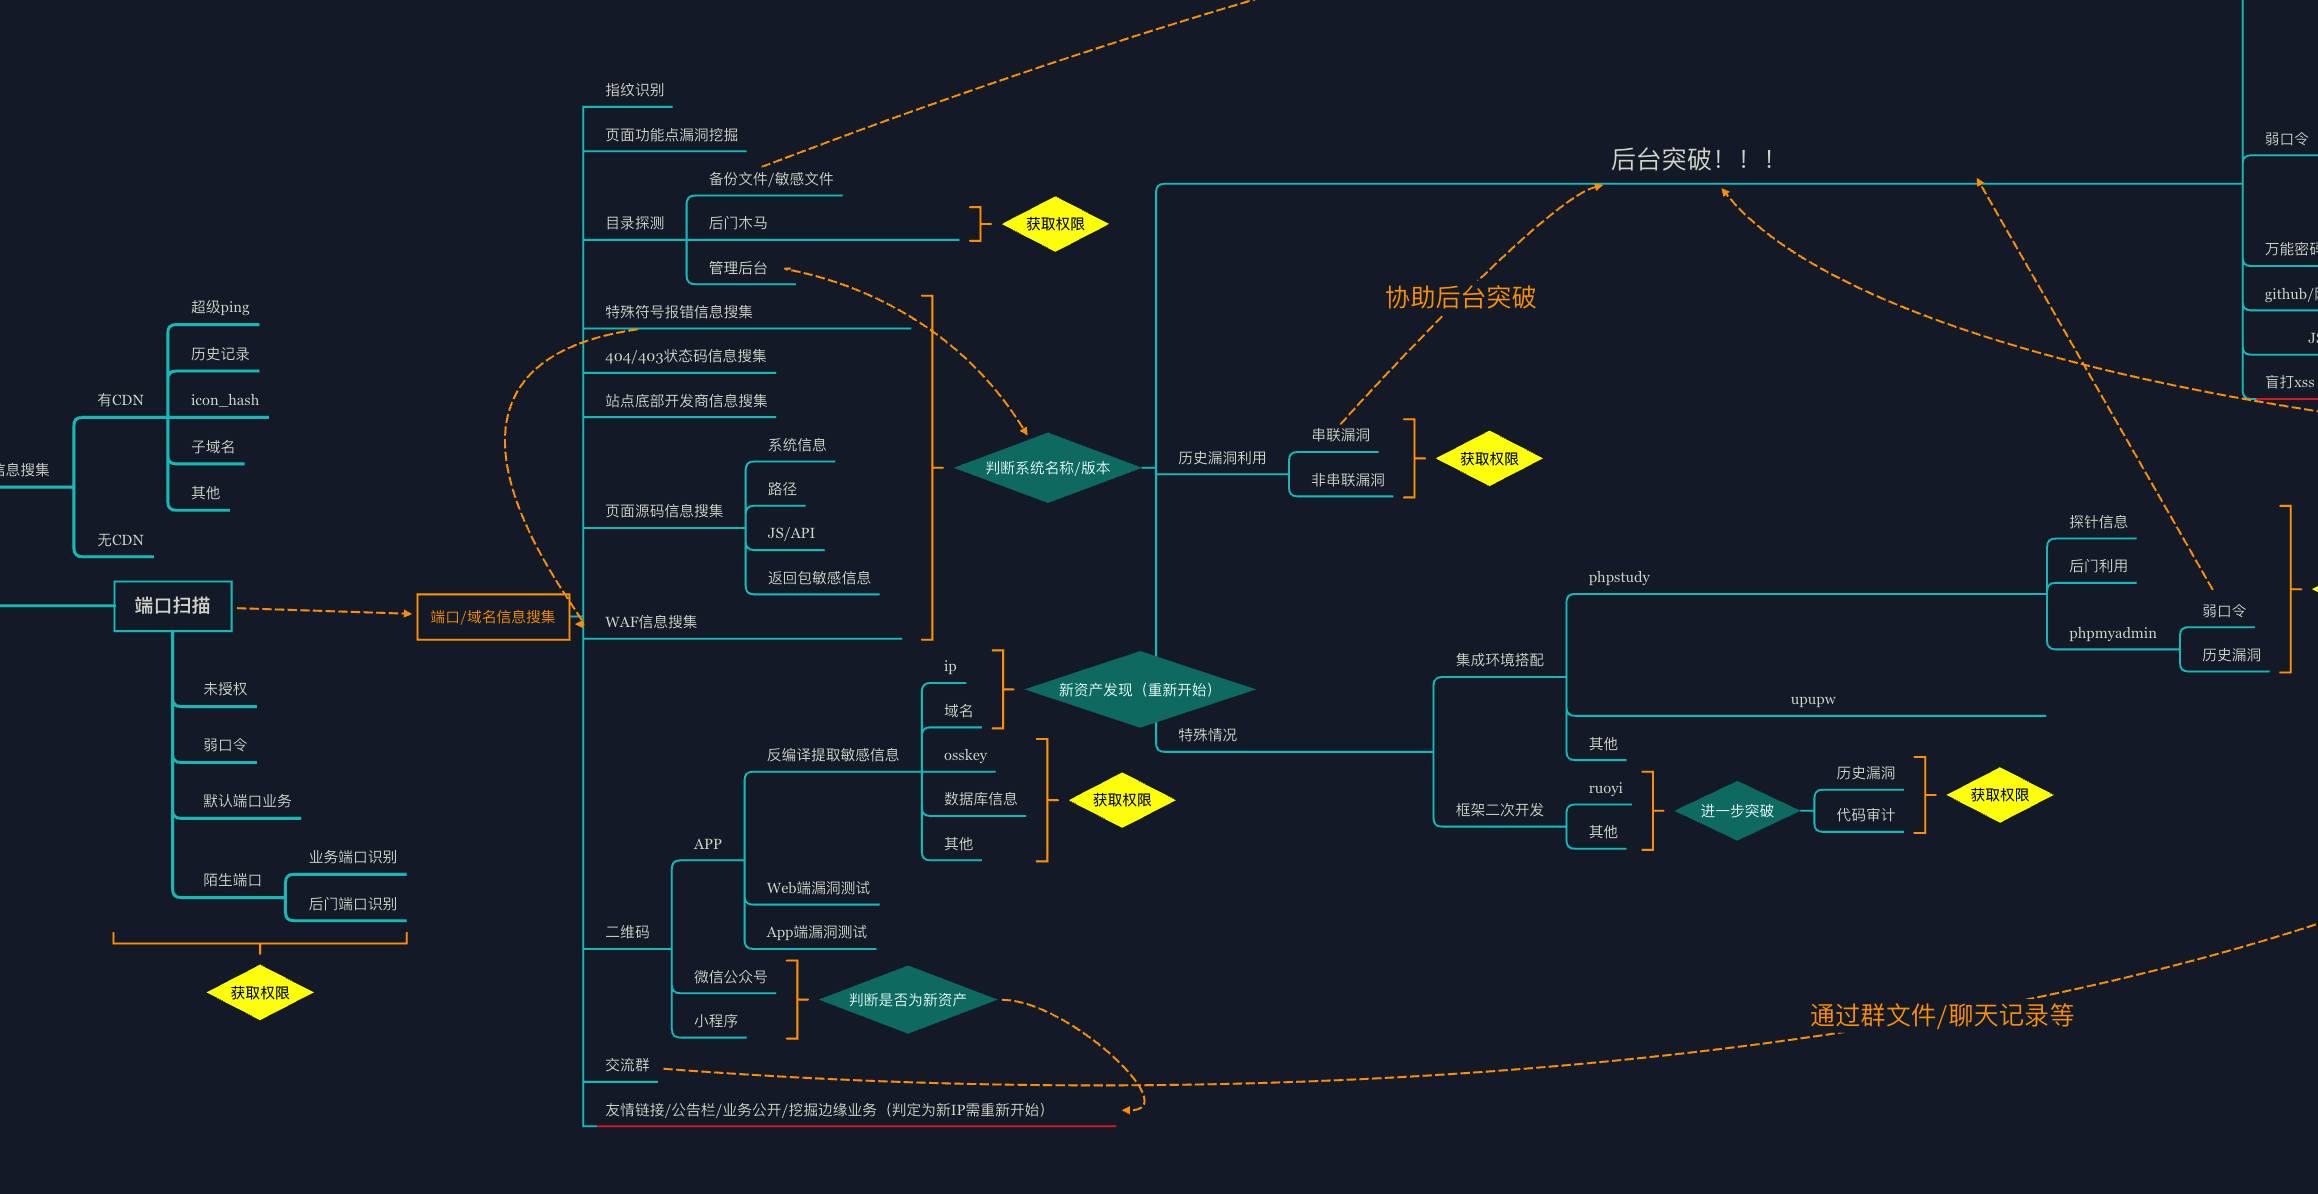 信息搜集
有CDN
超级ping
历史记录
icon_hash
子域名
其他
无CDN
端口扫描
未授权
弱口令
默认端口业务
陌生端口
业务端口识别
后门端口识别
获取权限
端口/域名信息搜集
指纹识别
页面功能点漏洞挖掘
目录探测
备份文件/敏感文件
后门木马
管理后台
获取权限
特殊符号报错信息搜集
404/403状态码信息搜集
站点底部开发商信息搜集
页面源码信息搜集
系统信息
路径
JS/API
返回包敏感信息
WAF信息搜集
判断系统名称/版本
二维码
APP
反编译提取敏感信息
ip
域名
新资产发现（重新开始）
osskey
数据库信息
其他
获取权限
Web端漏洞测试
App端漏洞测试
微信公众号
小程序
判断是否为新资产
交流群
友情链接/公告栏/业务公开/挖掘边缘业务（判定为新IP需重新开始）
后台突破！！！
协助后台突破
历史漏洞利用
串联漏洞
非串联漏洞
获取权限
特殊情况
集成环境搭配
phpstudy
探针信息
后门利用
phpmyadmin
弱口令
历史漏洞
upupw
其他
框架二次开发
ruoyi
其他
进一步突破
历史漏洞
代码审计
获取权限
通过群文件/聊天记录等
弱口令
万能密码
github/
JS
盲打xss